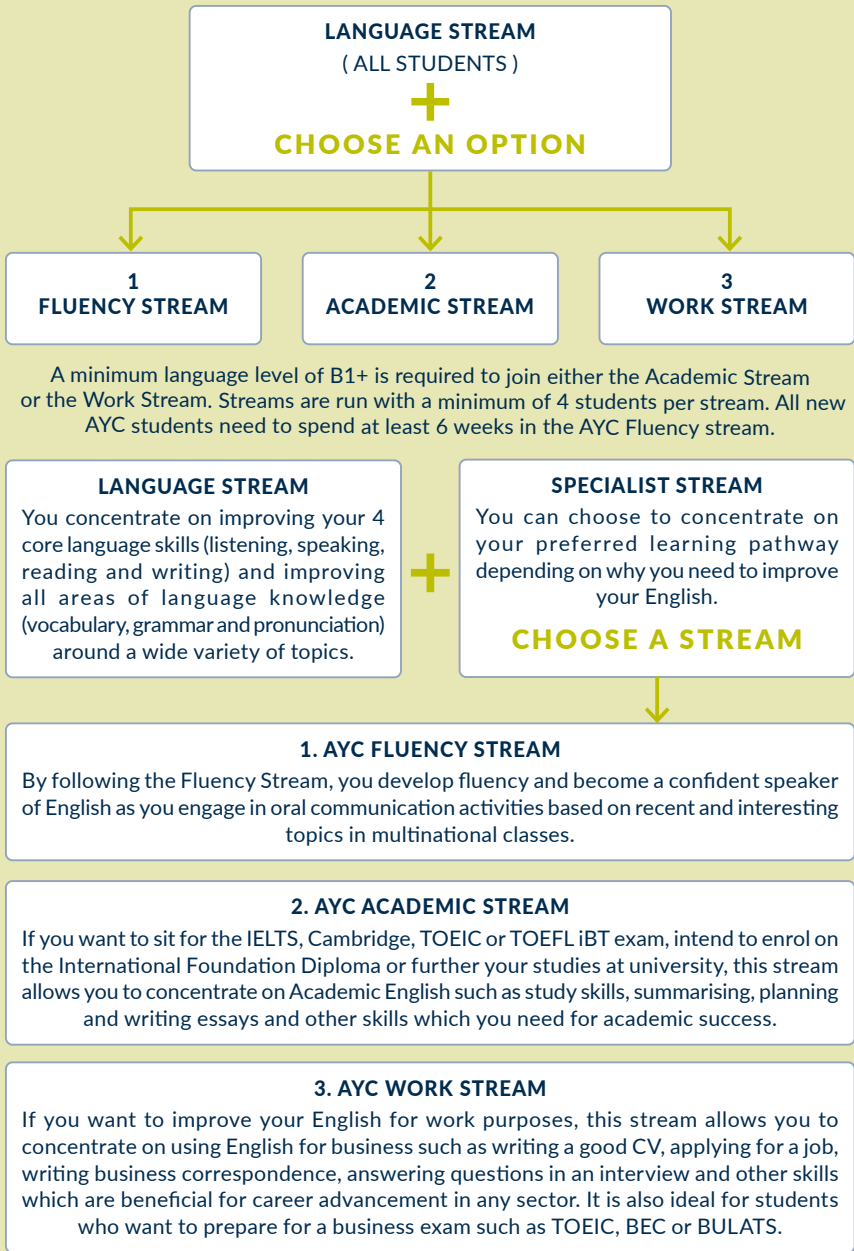 LANGUAGE STREAM
( ALL STUDENTS )
+
CHOOSE AN OPTION
1
FLUENCY STREAM
2
ACADEMIC STREAM
3
WORK STREAM
A minimum language level of B1+ is required to join either the Academic Stream
or the Work Stream. Streams are run with a minimum of 4 students per stream. All new
AYC students need to spend at least 6 weeks in the AYC Fluency stream.
LANGUAGE STREAM
You concentrate on improving your 4
core language skills (listening, speaking,
reading and writing) and improving
all areas of language knowledge
(vocabulary, grammar and pronunciation)
around a wide variety of topics.
+
SPECIALIST STREAM
You can choose to concentrate on
your preferred learning pathway
depending on why you need to improve
your English.
CHOOSE A STREAM
1. AYC FLUENCY STREAM
By following the Fluency Stream, you develop fluency and become a confident speaker
of English as you engage in oral communication activities based on recent and interesting
topics in multinational classes.
2. AYC ACADEMIC STREAM
If you want to sit for the IELTS, Cambridge, TOEIC or TOEFL iBT exam, intend to enrol on
the International Foundation Diploma or further your studies at university, this stream
allows you to concentrate on Academic English such as study skills, summarising, planning
and writing essays and other skills which you need for academic success.
3. AYC WORK STREAM
If you want to improve your English for work purposes, this stream allows you to
concentrate on using English for business such as writing a good CV, applying for a job,
writing business correspondence, answering questions in an interview and other skills
which are beneficial for career advancement in any sector. It is also ideal for students
who want to prepare for a business exam such as TOEIC, BEC or BULATS.